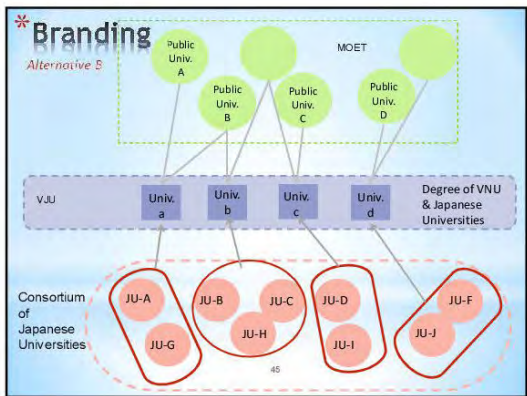 *Branding
Alternative B
MOET
Public
Univ.
A
Public
Univ.
B
Public
Univ.
C
Public
Univ.
D
VJU
Univ.
a
Univ.
b
Univ.
c
Univ.
d
Degree of VNU
& Japanese
Universities
Consortium
of
Japanese
Universities
JU-A
JU-G
JU-B
JU-C
JU-H
JU-D
JU-I
JU-F
JU-J
45